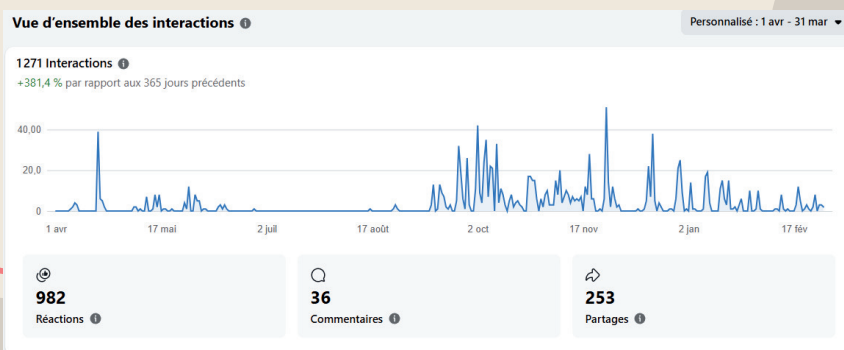 Vue d'ensemble des interactions
Personnalisé : 1 avr - 31 mar
1 271 Interactions
+381,4 % par rapport aux 365 jours précédents
40,00
20,0
0
1 avr 17 mai 2 juil 17 août 2 oct 17 nov 2 jan 17 fév
982 36 253
Réactions Commentaires Partages